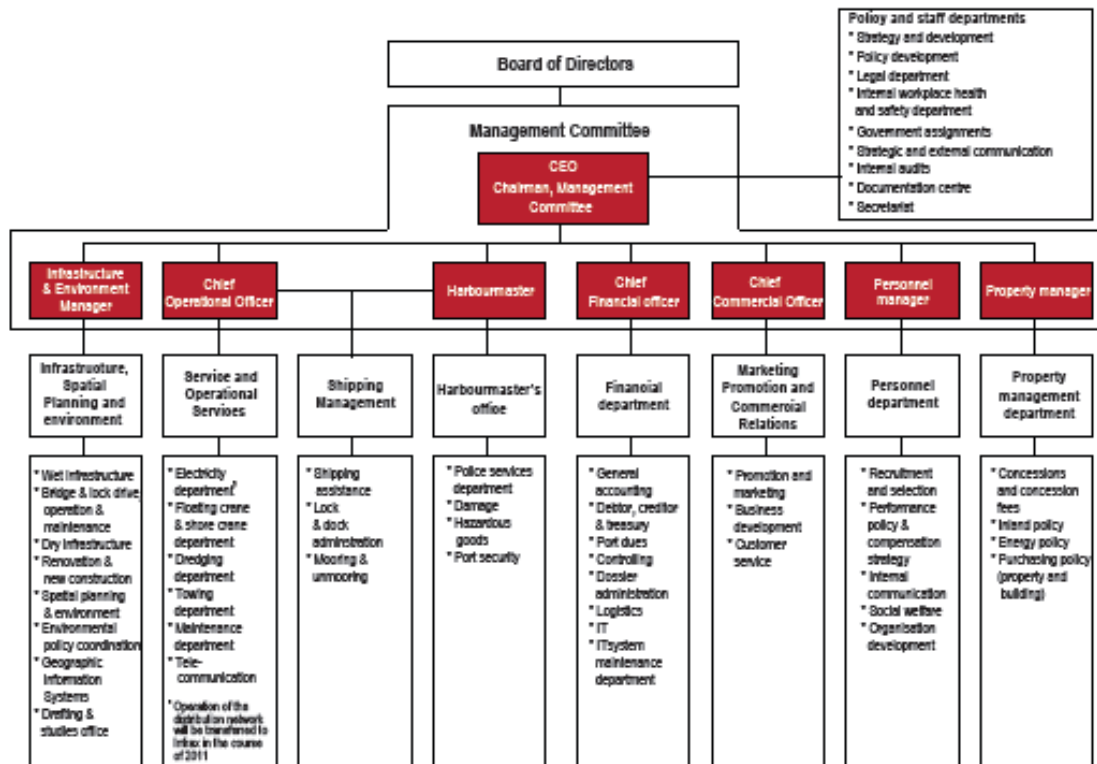 Policy and staff departments
* Strategy and development
* Policy development
* Legal department
* Internal workplace health
and safety department
* Government assignments
* Strategic and external communication
* Internal audits
* Documentation centre
* Secretariat
Board of Directors
Management Committee
CEO
Chairman, Management
Committee
Infrastructure
& Environment
Manager
Chief
Operational Officer
Harbourmaster
Chief
Financial officer
Chief
Commercial Officer
Personnel
manager
Property manager
Infrastructure,
Spatial
Planning and
environment
Service and
Operational
Services
Shipping
Management
Harbourmaster's
office
Financial
department
Marketing
Promotion and
Commercial
Relations
Personnel
department
Property
management
department
* Wet infrastructure
* Bridge & lock drive,
operation &
maintenance
* Dry infrastructure
* Renovation &
new construction
* Spatial planning
& environment
* Environmental
policy coordination
* Geographic
Information
Systems
* Drafting &
studies office
* Electricity
department*
* Floating crane
& shore crane
department
* Dredging
department
* Towing
department
* Maintenance
department
* Tele-
communication
* Operation of the
distribution network
will be transferred to
Infrax in the course
of 2011
* Shipping
assistance
* Lock
& dock
adminstration
* Mooring &
unmooring
* Police services
department
* Damage
* Hazardous
goods
* Port security
* General
accounting
* Debtor, creditor
& treasury
* Port dues
* Controlling
* Dossier
administration
* Logistics
* IT
* ITsystem
maintenance
department
* Promotion and
marketing
* Business
development
* Customer
service
* Recruitment
and selection
* Performance
policy &
compensation
strategy
* Internal
communication
* Social welfare
* Organisation
development
* Concessions
and concession
fees
* Inland policy
* Energy policy
* Purchasing policy
(property and
building)